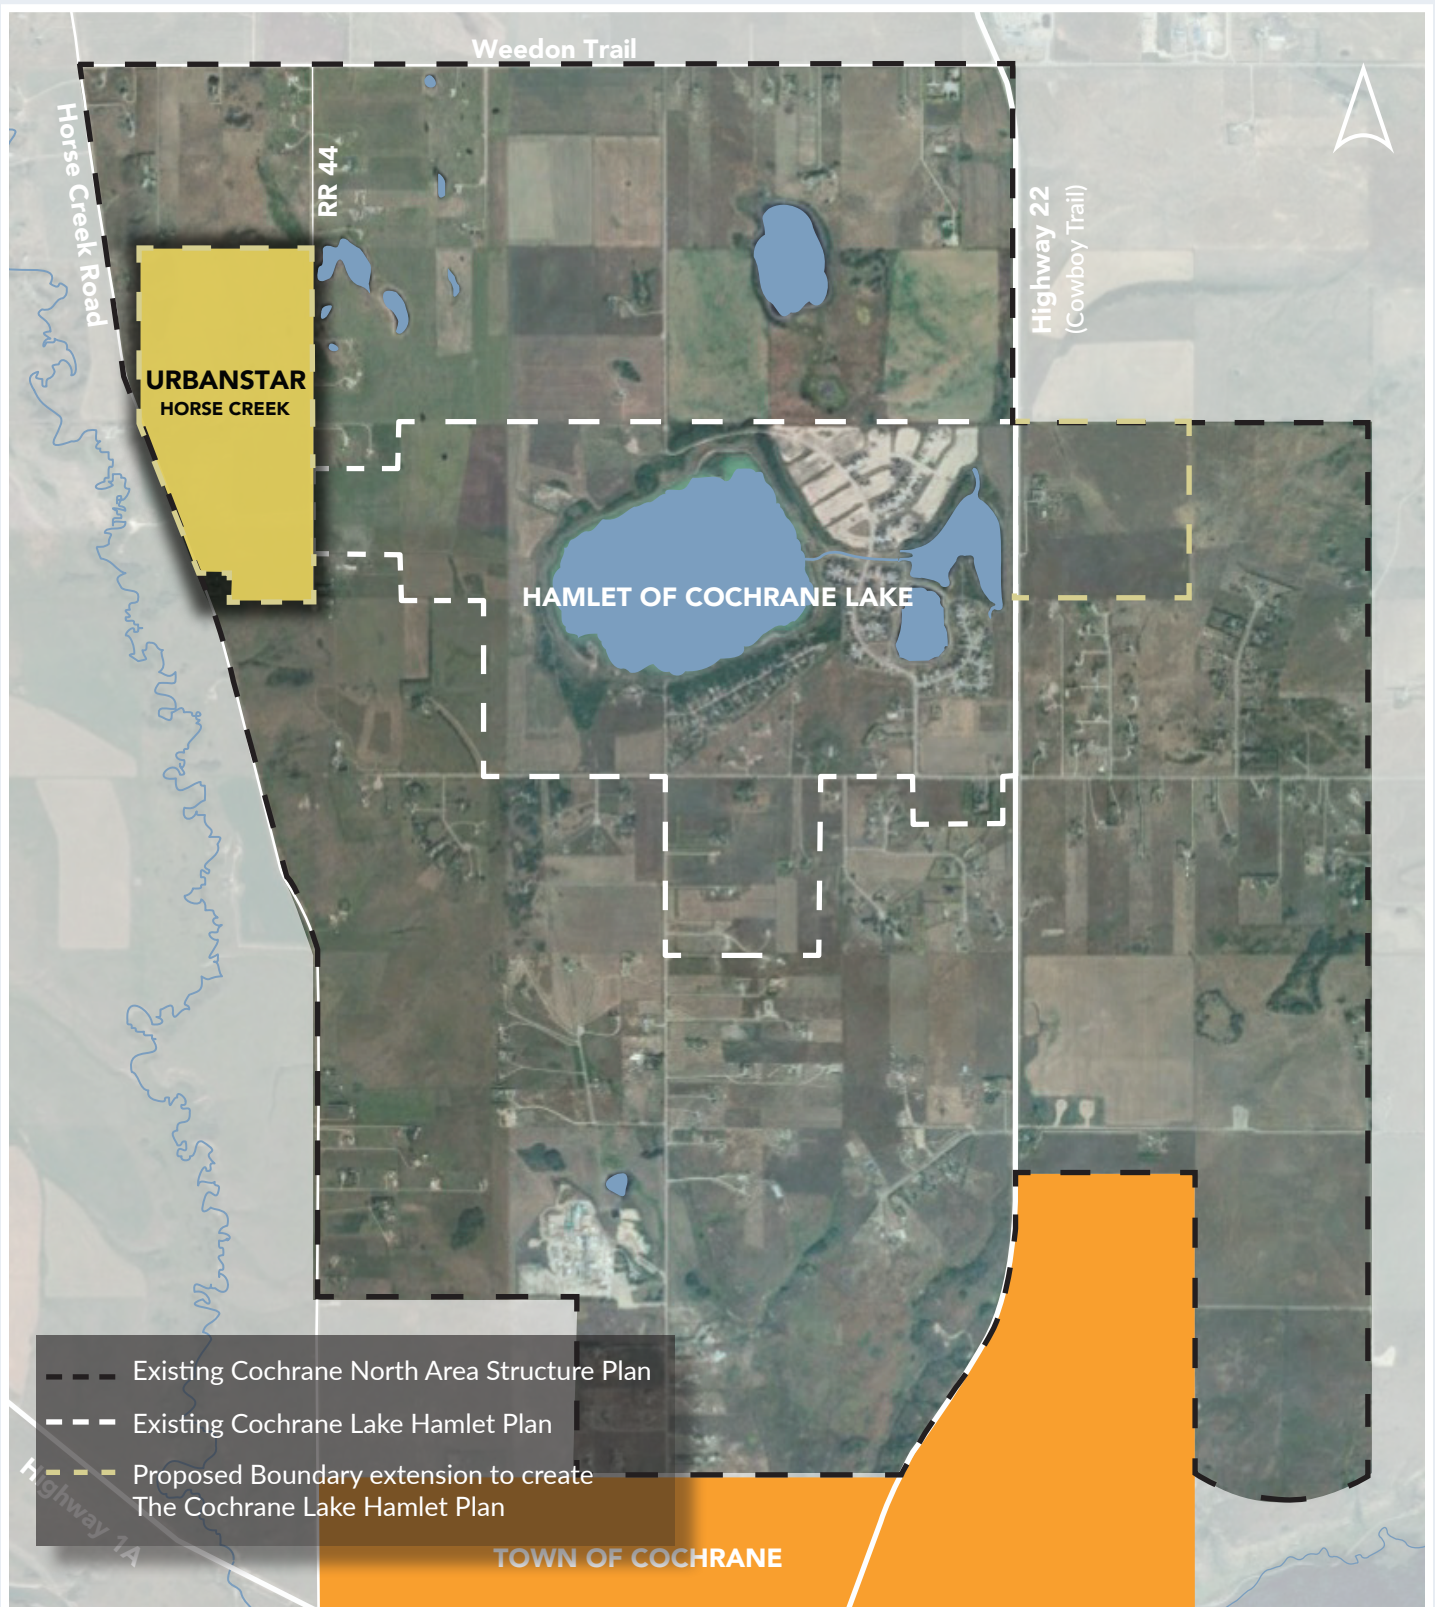 Weedon Trail
Horse Creek Road
RR 44
Highway 22
(Cowboy Trail)
URBANSTAR
HORSE CREEK
HAMLET OF COCHRANE LAKE
Existing Cochrane North Area Structure Plan
Existing Cochrane Lake Hamlet Plan
Proposed Boundary extension to create
The Cochrane Lake Hamlet Plan
Highway 1A
TOWN OF COCHRANE